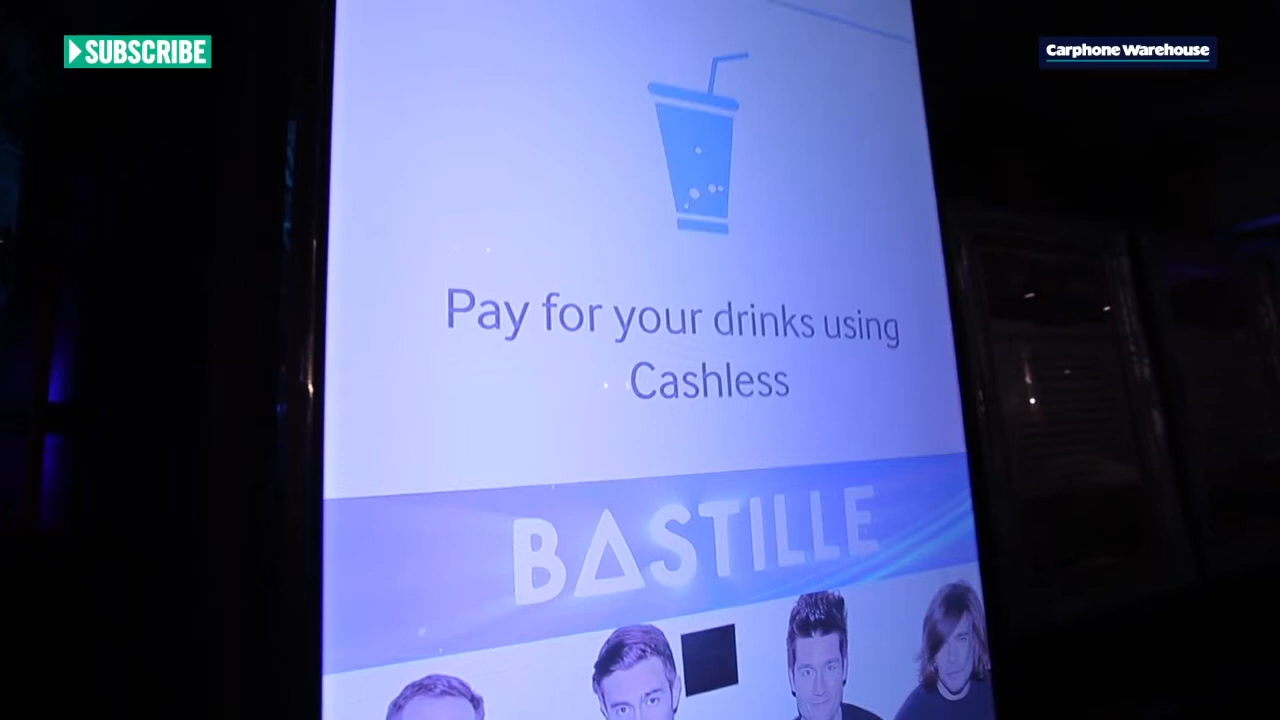 SUBSCRIBE
Carphone Warehouse
Pay for your drinks using
Cashless
BASTILLE